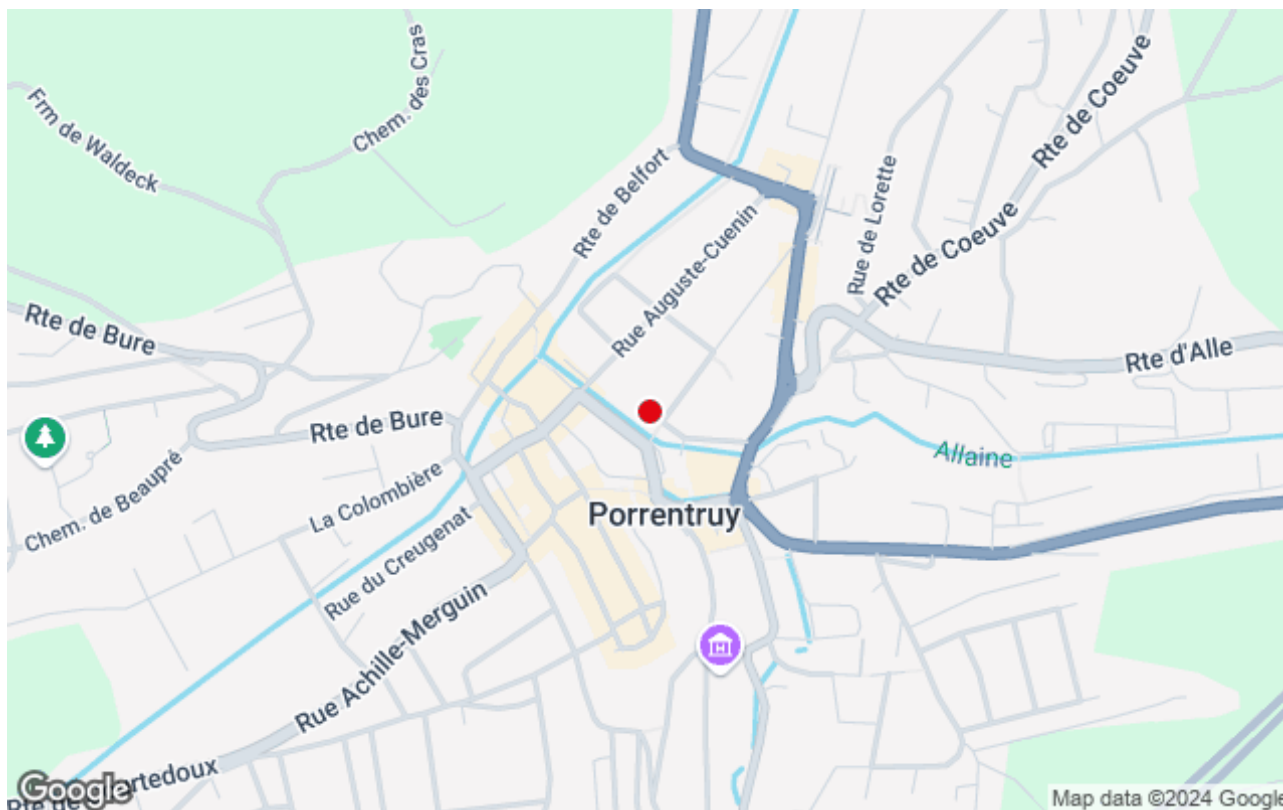 Frm de Waldeck
Chem. des Cras
Rte de Belfort
Rue Auguste-Cuenin
Rue de Lorette
Rte de Coeuve
Rte de Coeuve
Rte de Bure
Rte d'Alle
Rte de Bure
Allaine
La Colombière
Chem. de Beaupré
Porrentruy
Rue du Creugenat
Rue Achille-Merguin
H
Google
Map data ©2024 Google